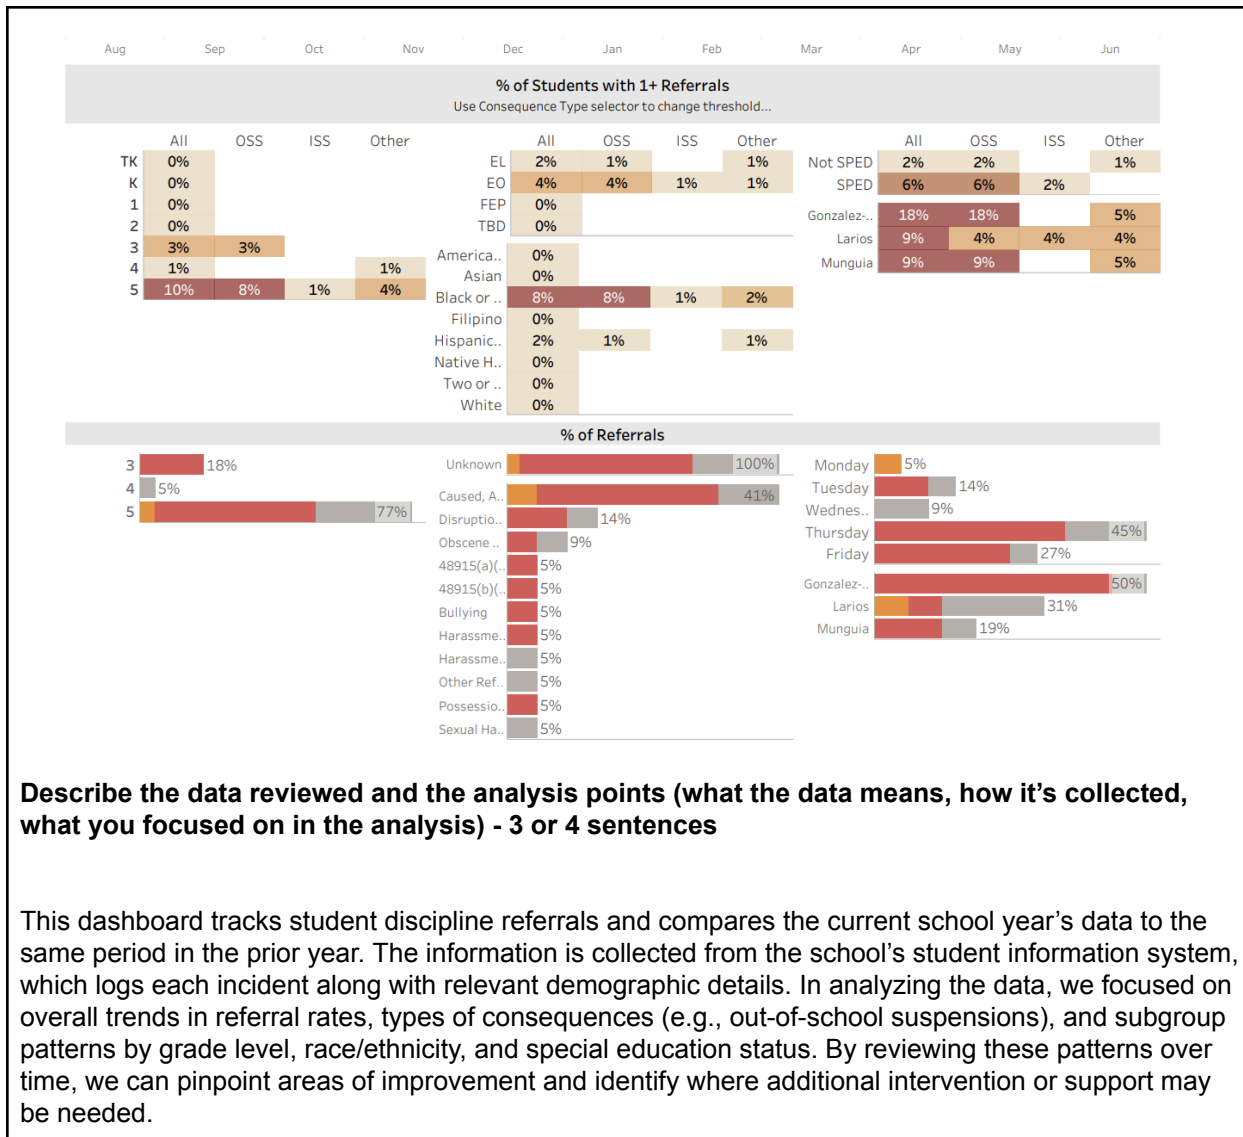 Aug Sep Oct Nov Dec Jan Feb Mar Apr May Jun
% of Students with 1+ Referrals
Use Consequence Type selector to change threshold...
All OSS ISS Other
TK 0%
K 0%
1 0%
2 0%
3 3% 3%
4 1% 1%
5 10% 8% 1% 4%
All OSS ISS Other
EL 2% 1% 1%
EO 4% 4% 1% 1%
FEP 0%
TBD 0%
America.. 0%
Asian 0%
Black or .. 8% 8% 1% 2%
Filipino 0%
Hispanic.. 2% 1% 1%
Native H.. 0%
Two or .. 0%
White 0%
All OSS ISS Other
Not SPED 2% 2% 1%
SPED 6% 6% 2%
Gonzalez-.. 18% 18% 5%
Larios 9% 4% 4% 4%
Munguia 9% 9% 5%
% of Referrals
3 18%
4 5%
5 77%
Unknown 100%
Caused, A.. 41%
Disruptio.. 14%
Obscene .. 9%
48915(a)(.. 5%
48915(b)(.. 5%
Bullying 5%
Harassme.. 5%
Harassme.. 5%
Other Ref.. 5%
Possessio.. 5%
Sexual Ha.. 5%
Monday 5%
Tuesday 14%
Wednes.. 9%
Thursday 45%
Friday 27%
Gonzalez-.. 50%
Larios 31%
Munguia 19%
Describe the data reviewed and the analysis points (what the data means, how it's collected,
what you focused on in the analysis) - 3 or 4 sentences
This dashboard tracks student discipline referrals and compares the current school year's data to the
same period in the prior year. The information is collected from the school's student information system,
which logs each incident along with relevant demographic details. In analyzing the data, we focused on
overall trends in referral rates, types of consequences (e.g., out-of-school suspensions), and subgroup
patterns by grade level, race/ethnicity, and special education status. By reviewing these patterns over
time, we can pinpoint areas of improvement and identify where additional intervention or support may
be needed.